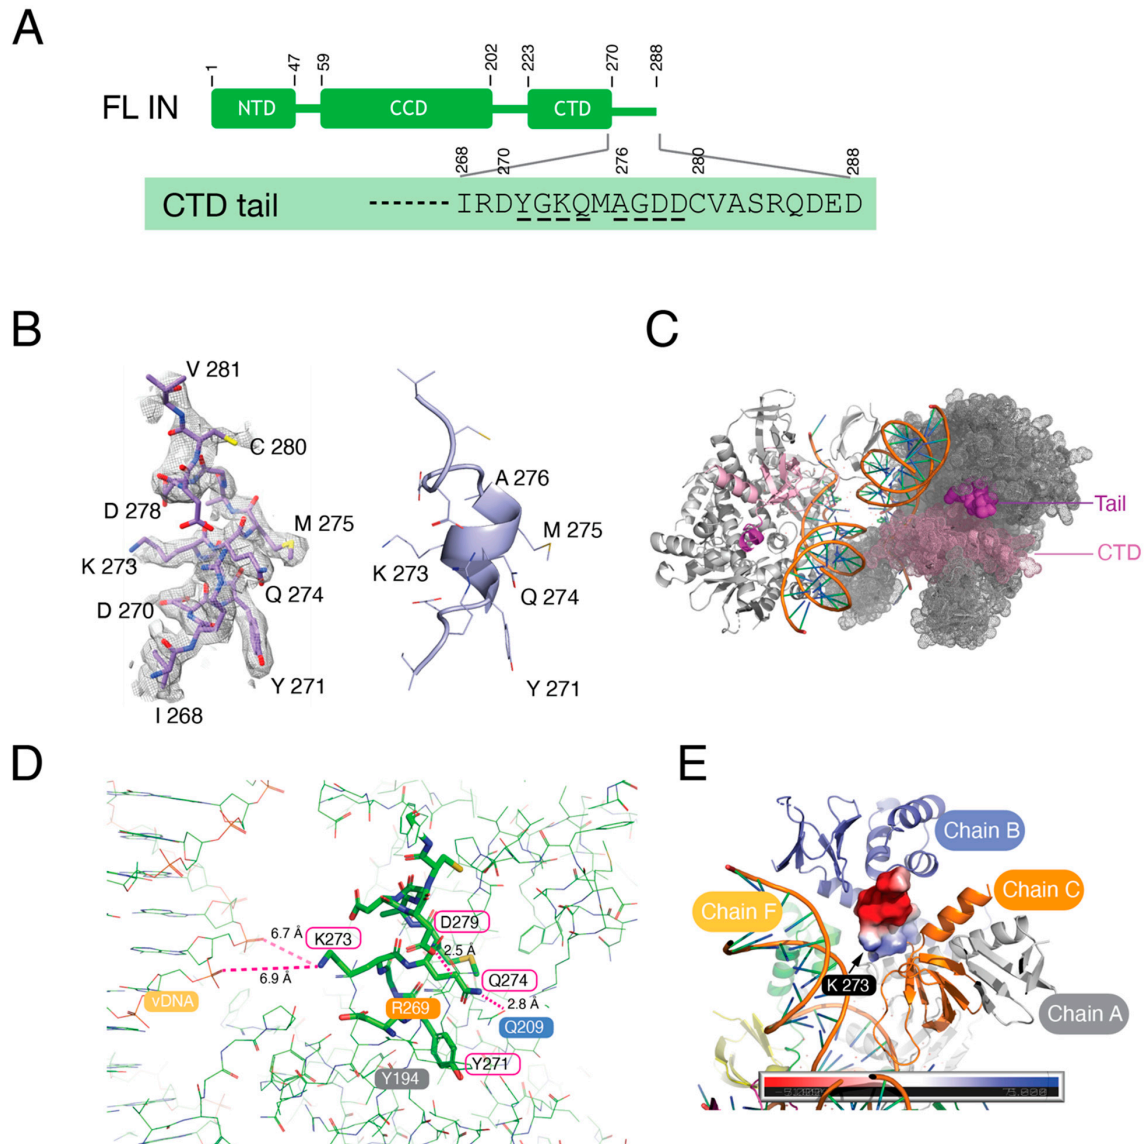 A
1
47
59
202
223
270
288
FL IN
NTD
CCD
CTD
268
270
276
280
288
CTD tail
IRDYGKQMAGDDCVASRQDED
B
V 281
C 280
D 278
M 275
K 273
Q 274
D 270
Y 271
I 268
A 276
M 275
K 273
Q 274
Y 271
C
Tail
CTD
D
6.7 Å
K273
D279
2.5 Å
6.9 Å
Q274
vDNA
2.8 Å
R269
Q209
Y271
Y194
E
Chain B
Chain C
Chain F
K 273
Chain A